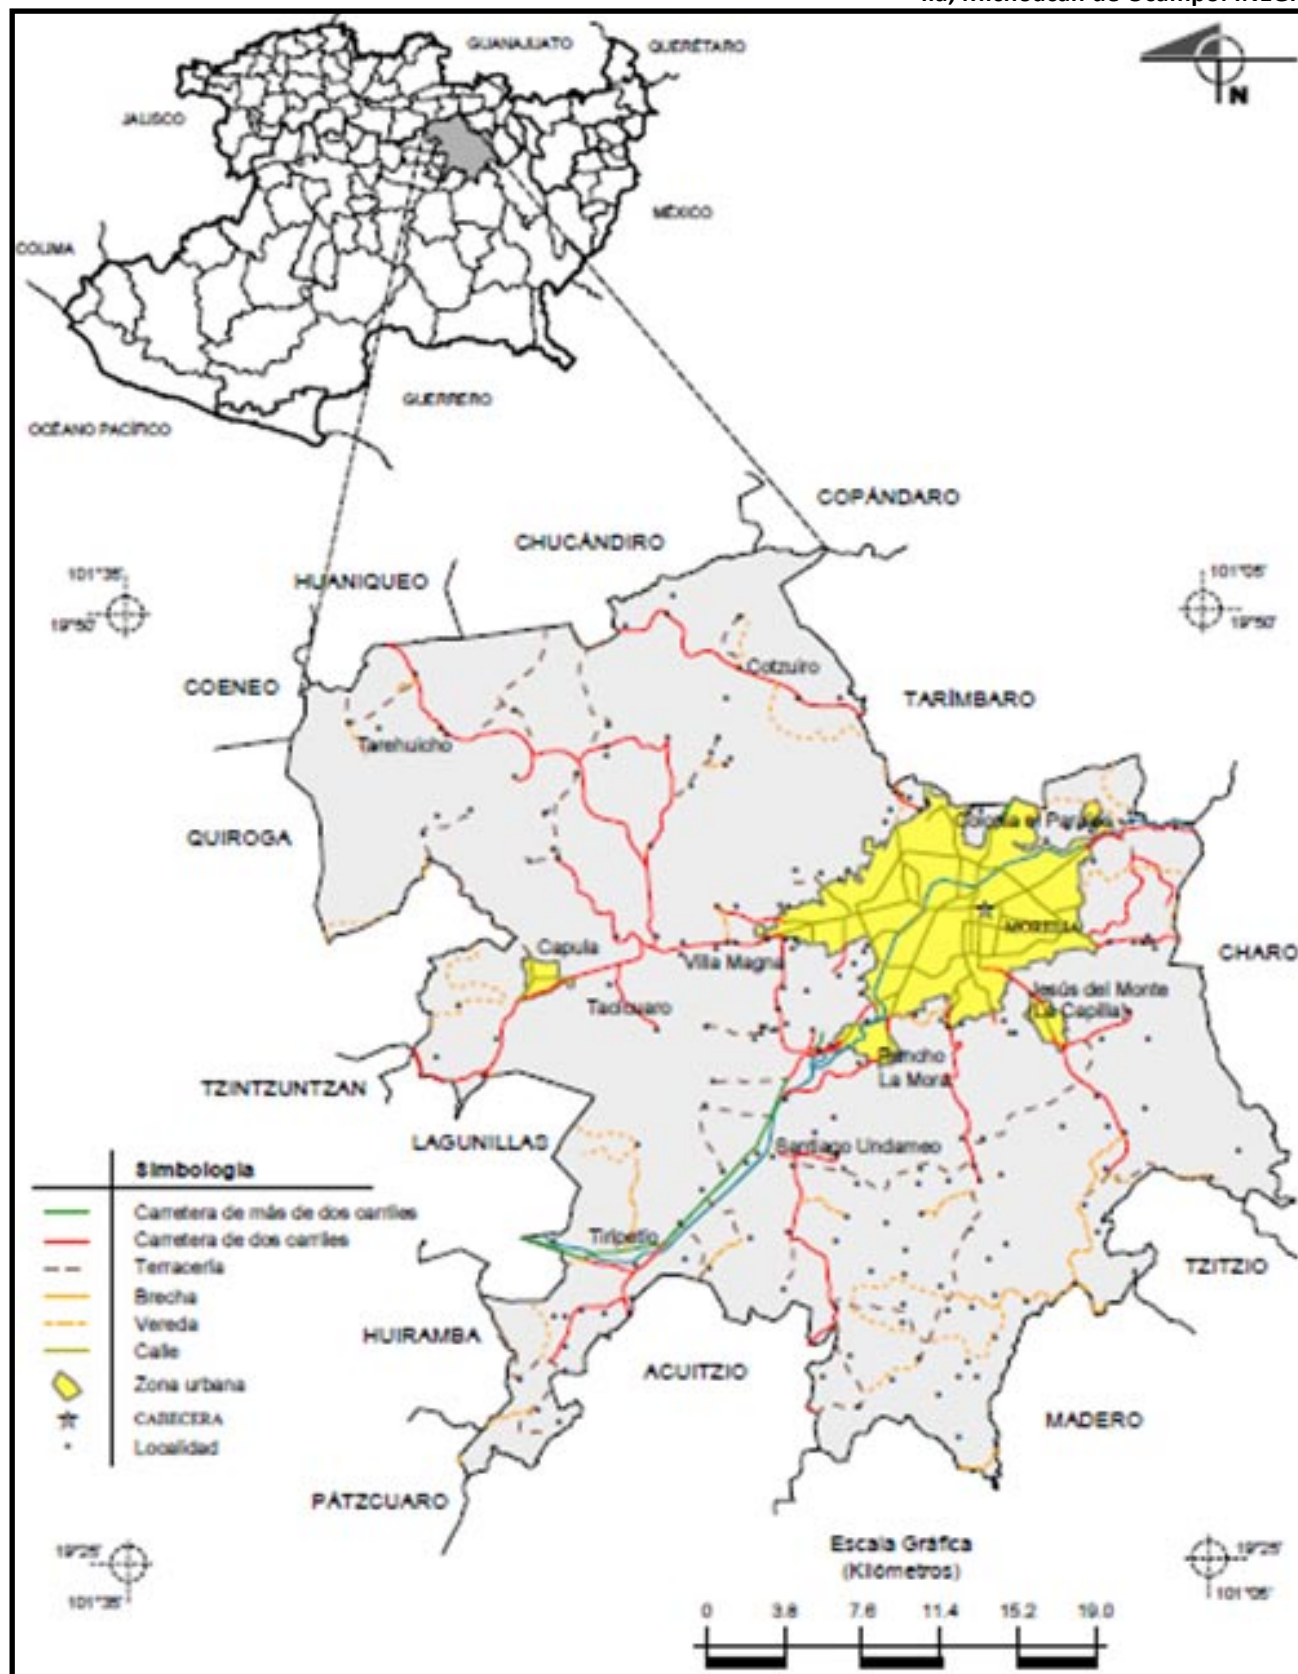 GUANAJUATO
QUERÉTARO
JALISCO
N
MÉXICO
COLIMA
GUERRERO
OCÉANO PACÍFICO
COPÁNDARO
CHUCÁNDIRO
HUANIQUEO
101°35'
101°05'
19°50'
19°50'
COENEO
Cotzuiro
TARÍMBARO
Tarehuicho
QUIROGA
MORELIA
CHARO
Capula
Villa Magna
Jesús del Monte
(La Capilla)
Tacícuaro
Rancho
La Mora
TZINTZUNTZAN
LAGUNILLAS
Santiago Undameo
Simbología
Carretera de más de dos carriles
Carretera de dos carriles
Terracería
Brecha
Vereda
Calle
Zona urbana
CABECERA
Localidad
Tiripetío
TZITZIO
HUIRAMBA
ACUITZIO
MADERO
PÁTZCUARO
Escala Gráfica
(Kilómetros)
19°25'
19°25'
101°35'
101°05'
0 3.8 7.6 11.4 15.2 19.0